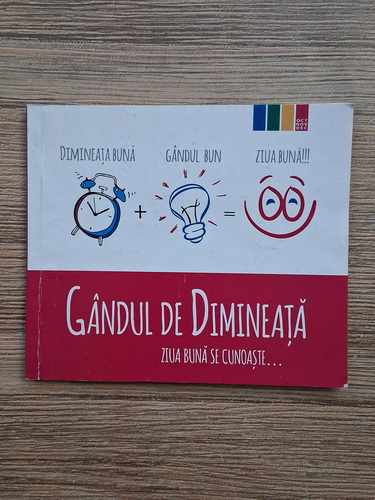 OCT
NOV
DEC
DIMINEAȚA BUNĂ GÂNDUL BUN ZIUA BUNĂ!!!
+ =
GÂNDUL DE DIMINEAȚĂ
ZIUA BUNĂ SE CUNOAȘTE...